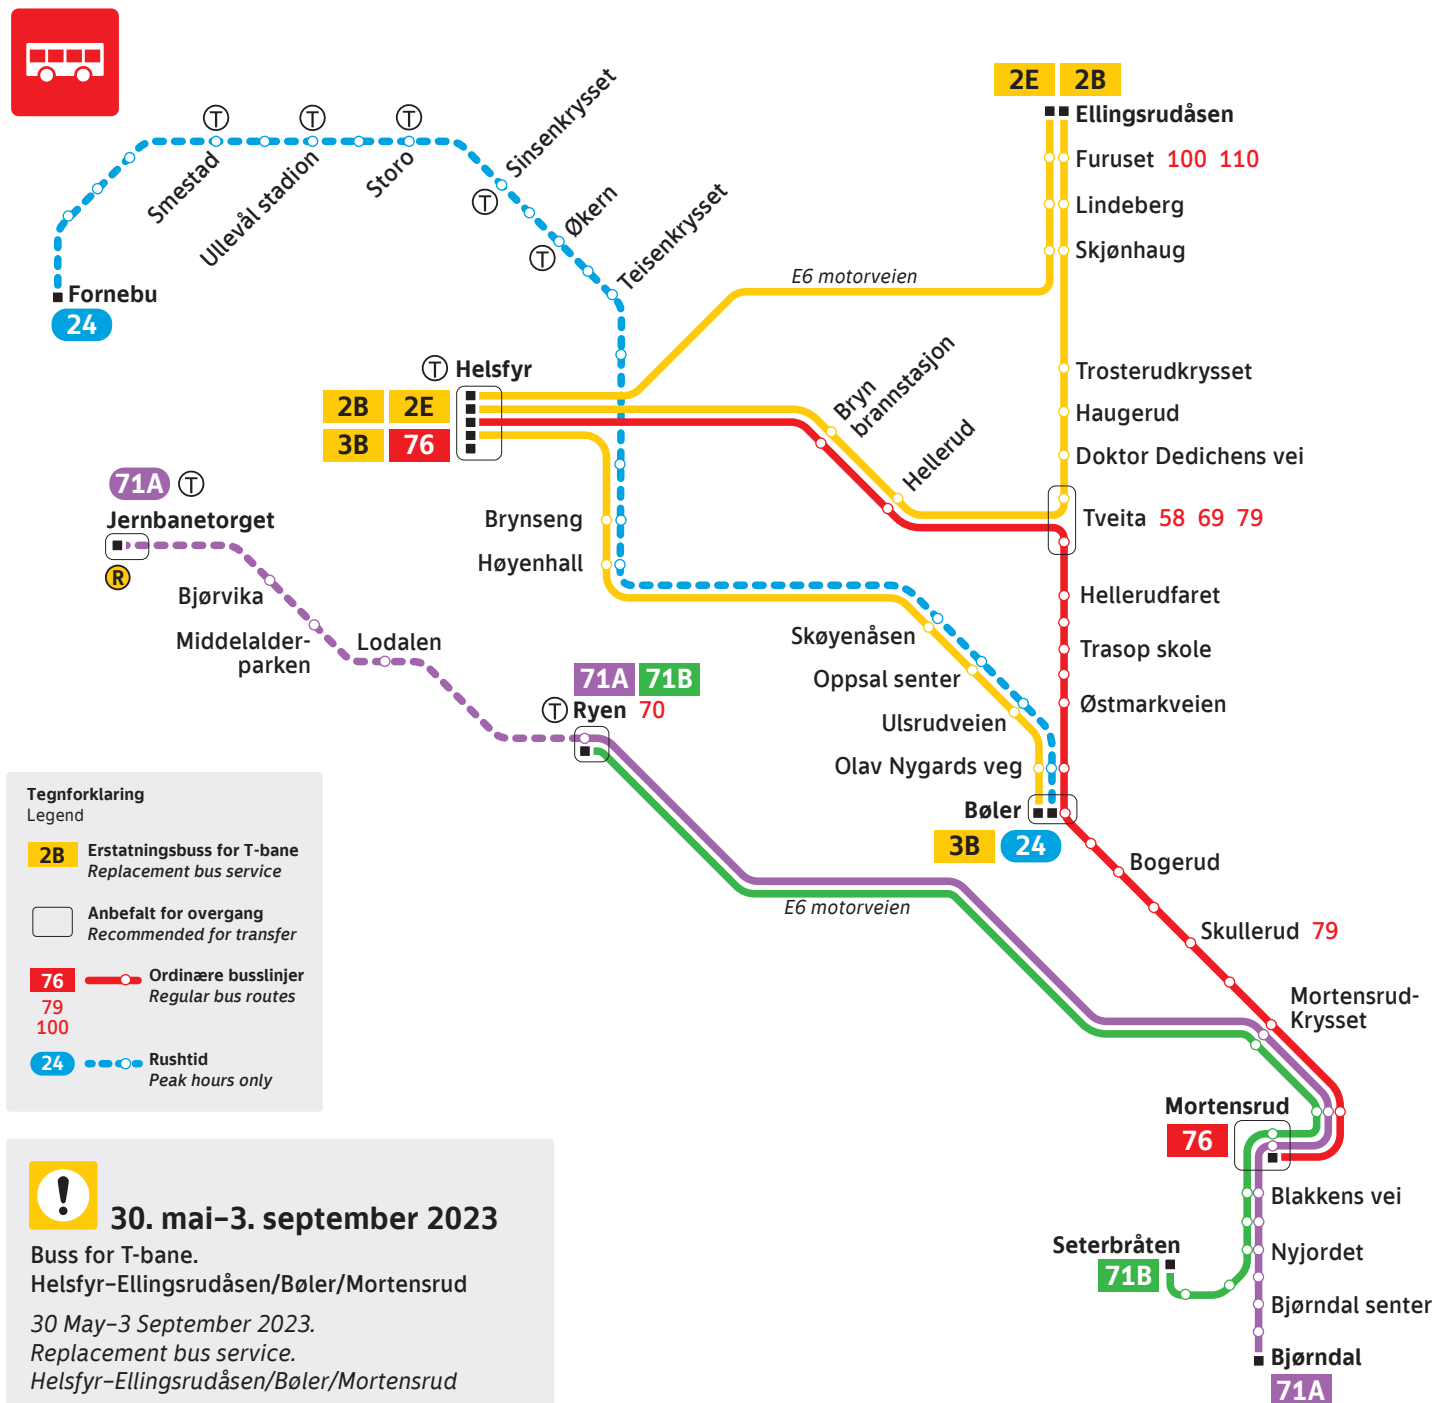 2E 2B
Ellingsrudåsen
Furuset 100 110
Lindeberg
Skjønhaug
Trosterudkrysset
Haugerud
Doktor Dedichens vei
Tveita 58 69 79
Hellerudfaret
Trasop skole
Østmarkveien
T
T
T
Smestad
Ullevål stadion
Storo
Sinsenkrysset
T
Økern
T
Teisenkrysset
Fornebu
24
E6 motorveien
T Helsfyr
2B 2E
3B 76
Bryn
brannstasjon
Hellerud
71A T
Jernbanetorget
R
Bjørvika
Middelalder-
parken
Lodalen
Brynseng
Høyenhall
71A 71B
T Ryen 70
Skøyenåsen
Oppsal senter
Ulsrudveien
Olav Nygards veg
Bøler
3B 24
E6 motorveien
Bogerud
Skullerud 79
Mortensrud-
Krysset
Mortensrud
76
Blakkens vei
Nyjordet
Bjørndal senter
Bjørndal
71A
Seterbråten
71B
Tegnforklaring
Legend
2B Erstatningsbuss for T-bane
Replacement bus service
Anbefalt for overgang
Recommended for transfer
76 Ordinære busslinjer
79 Regular bus routes
100
24 Rushtid
Peak hours only
! 30. mai–3. september 2023
Buss for T-bane.
Helsfyr–Ellingsrudåsen/Bøler/Mortensrud
30 May–3 September 2023.
Replacement bus service.
Helsfyr–Ellingsrudåsen/Bøler/Mortensrud